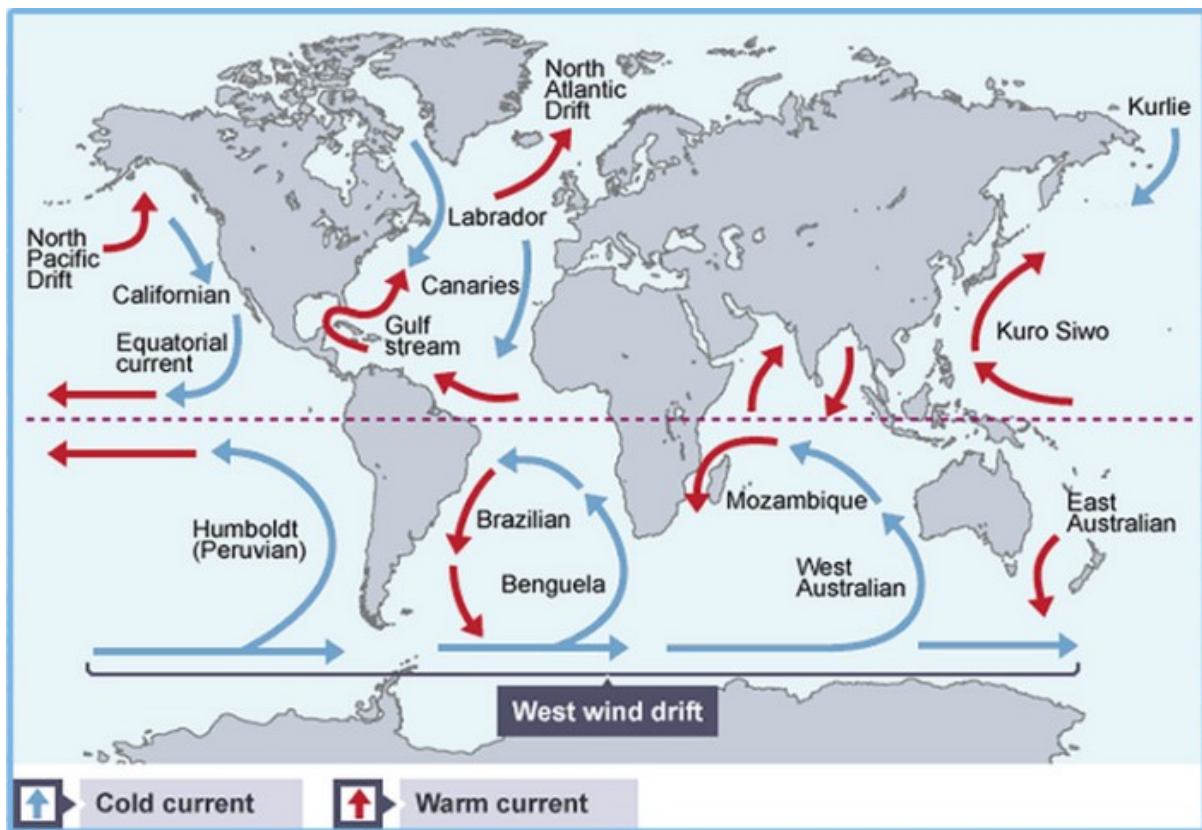 North
Atlantic
Drift
Kurlie
Labrador
North
Pacific
Drift
Californian
Canaries
Equatorial
current
Gulf
stream
Kuro Siwo
Humboldt
(Peruvian)
Brazilian
Benguela
Mozambique
West
Australian
East
Australian
West wind drift
Cold current
Warm current